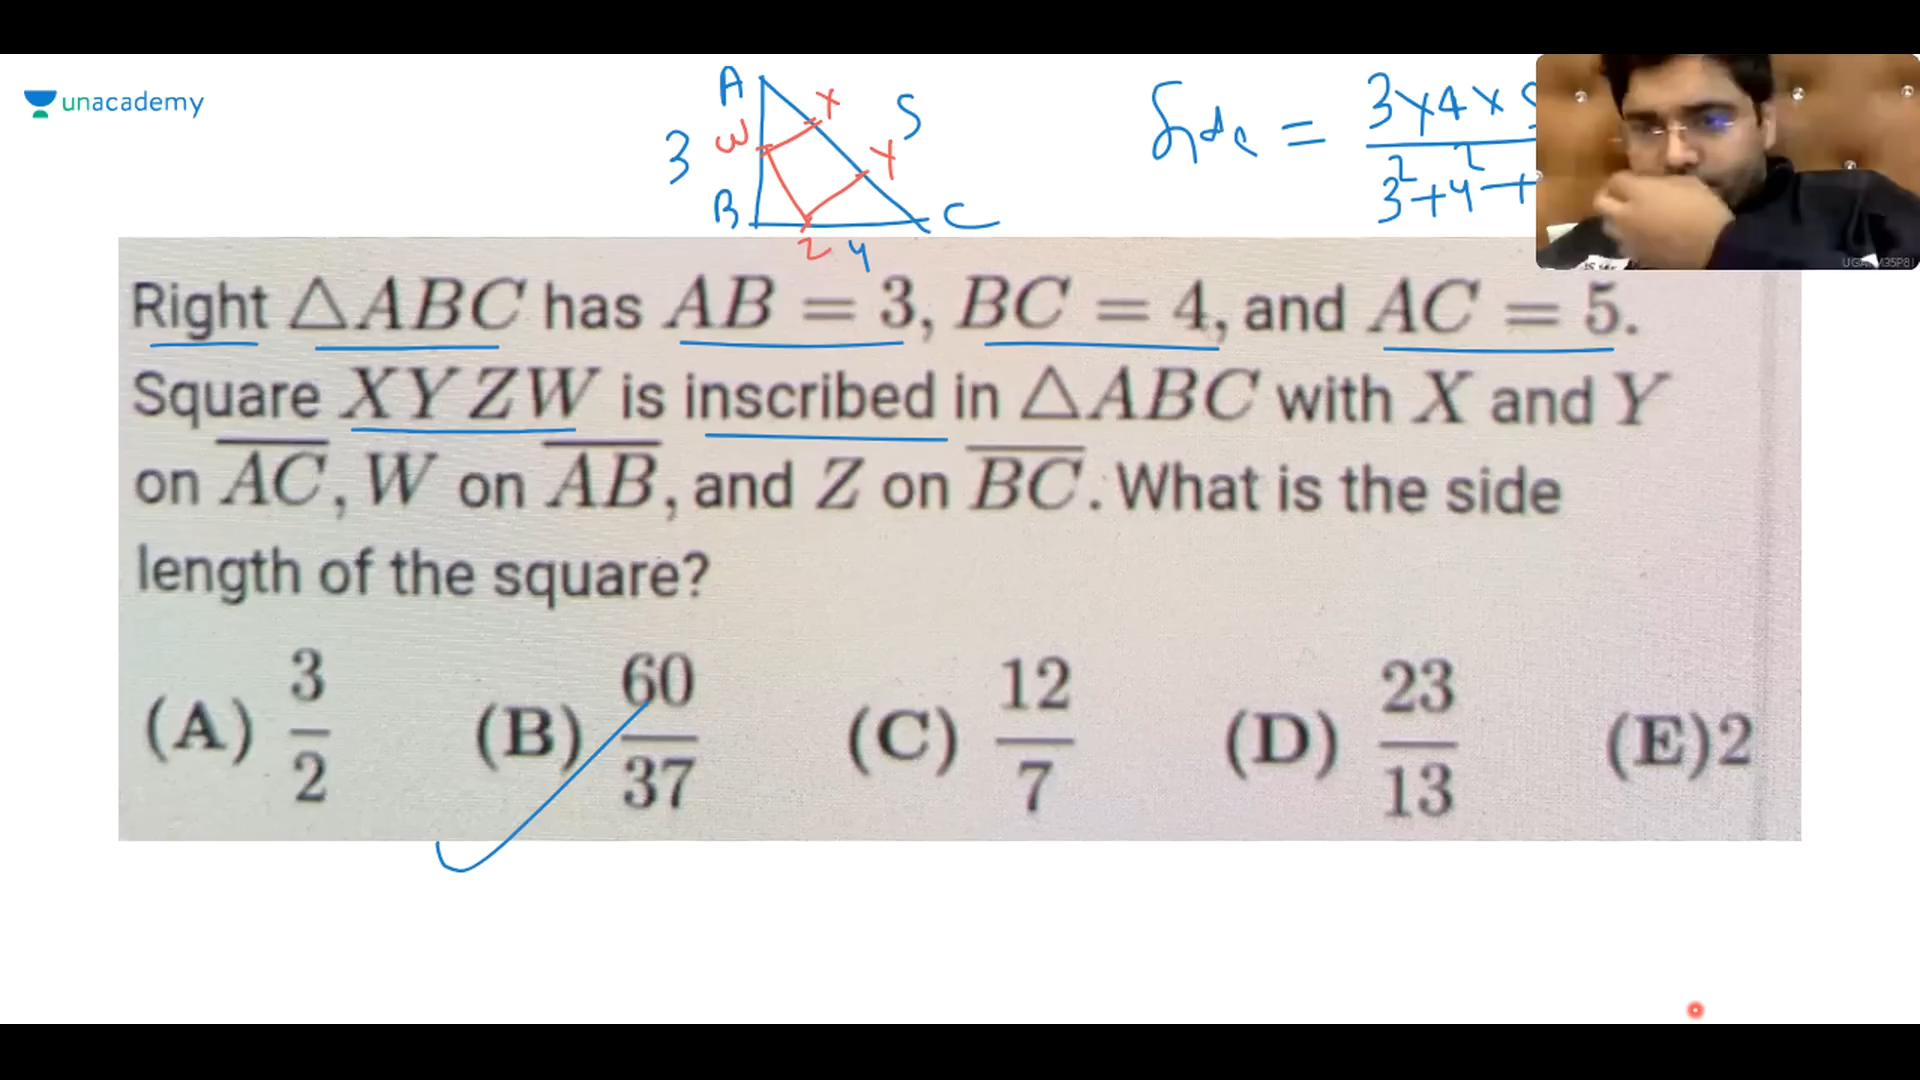 unacademy
A
W
X
Y
S
3
B
C
Z
4
Side = 3x4x
3²+4²+
Right △ABC has AB = 3, BC = 4, and AC = 5.
Square XYZW is inscribed in △ABC with X and Y
on AC, W on AB, and Z on BC. What is the side
length of the square?
(A) 3/2 (B) 60/37 (C) 12/7 (D) 23/13 (E)2